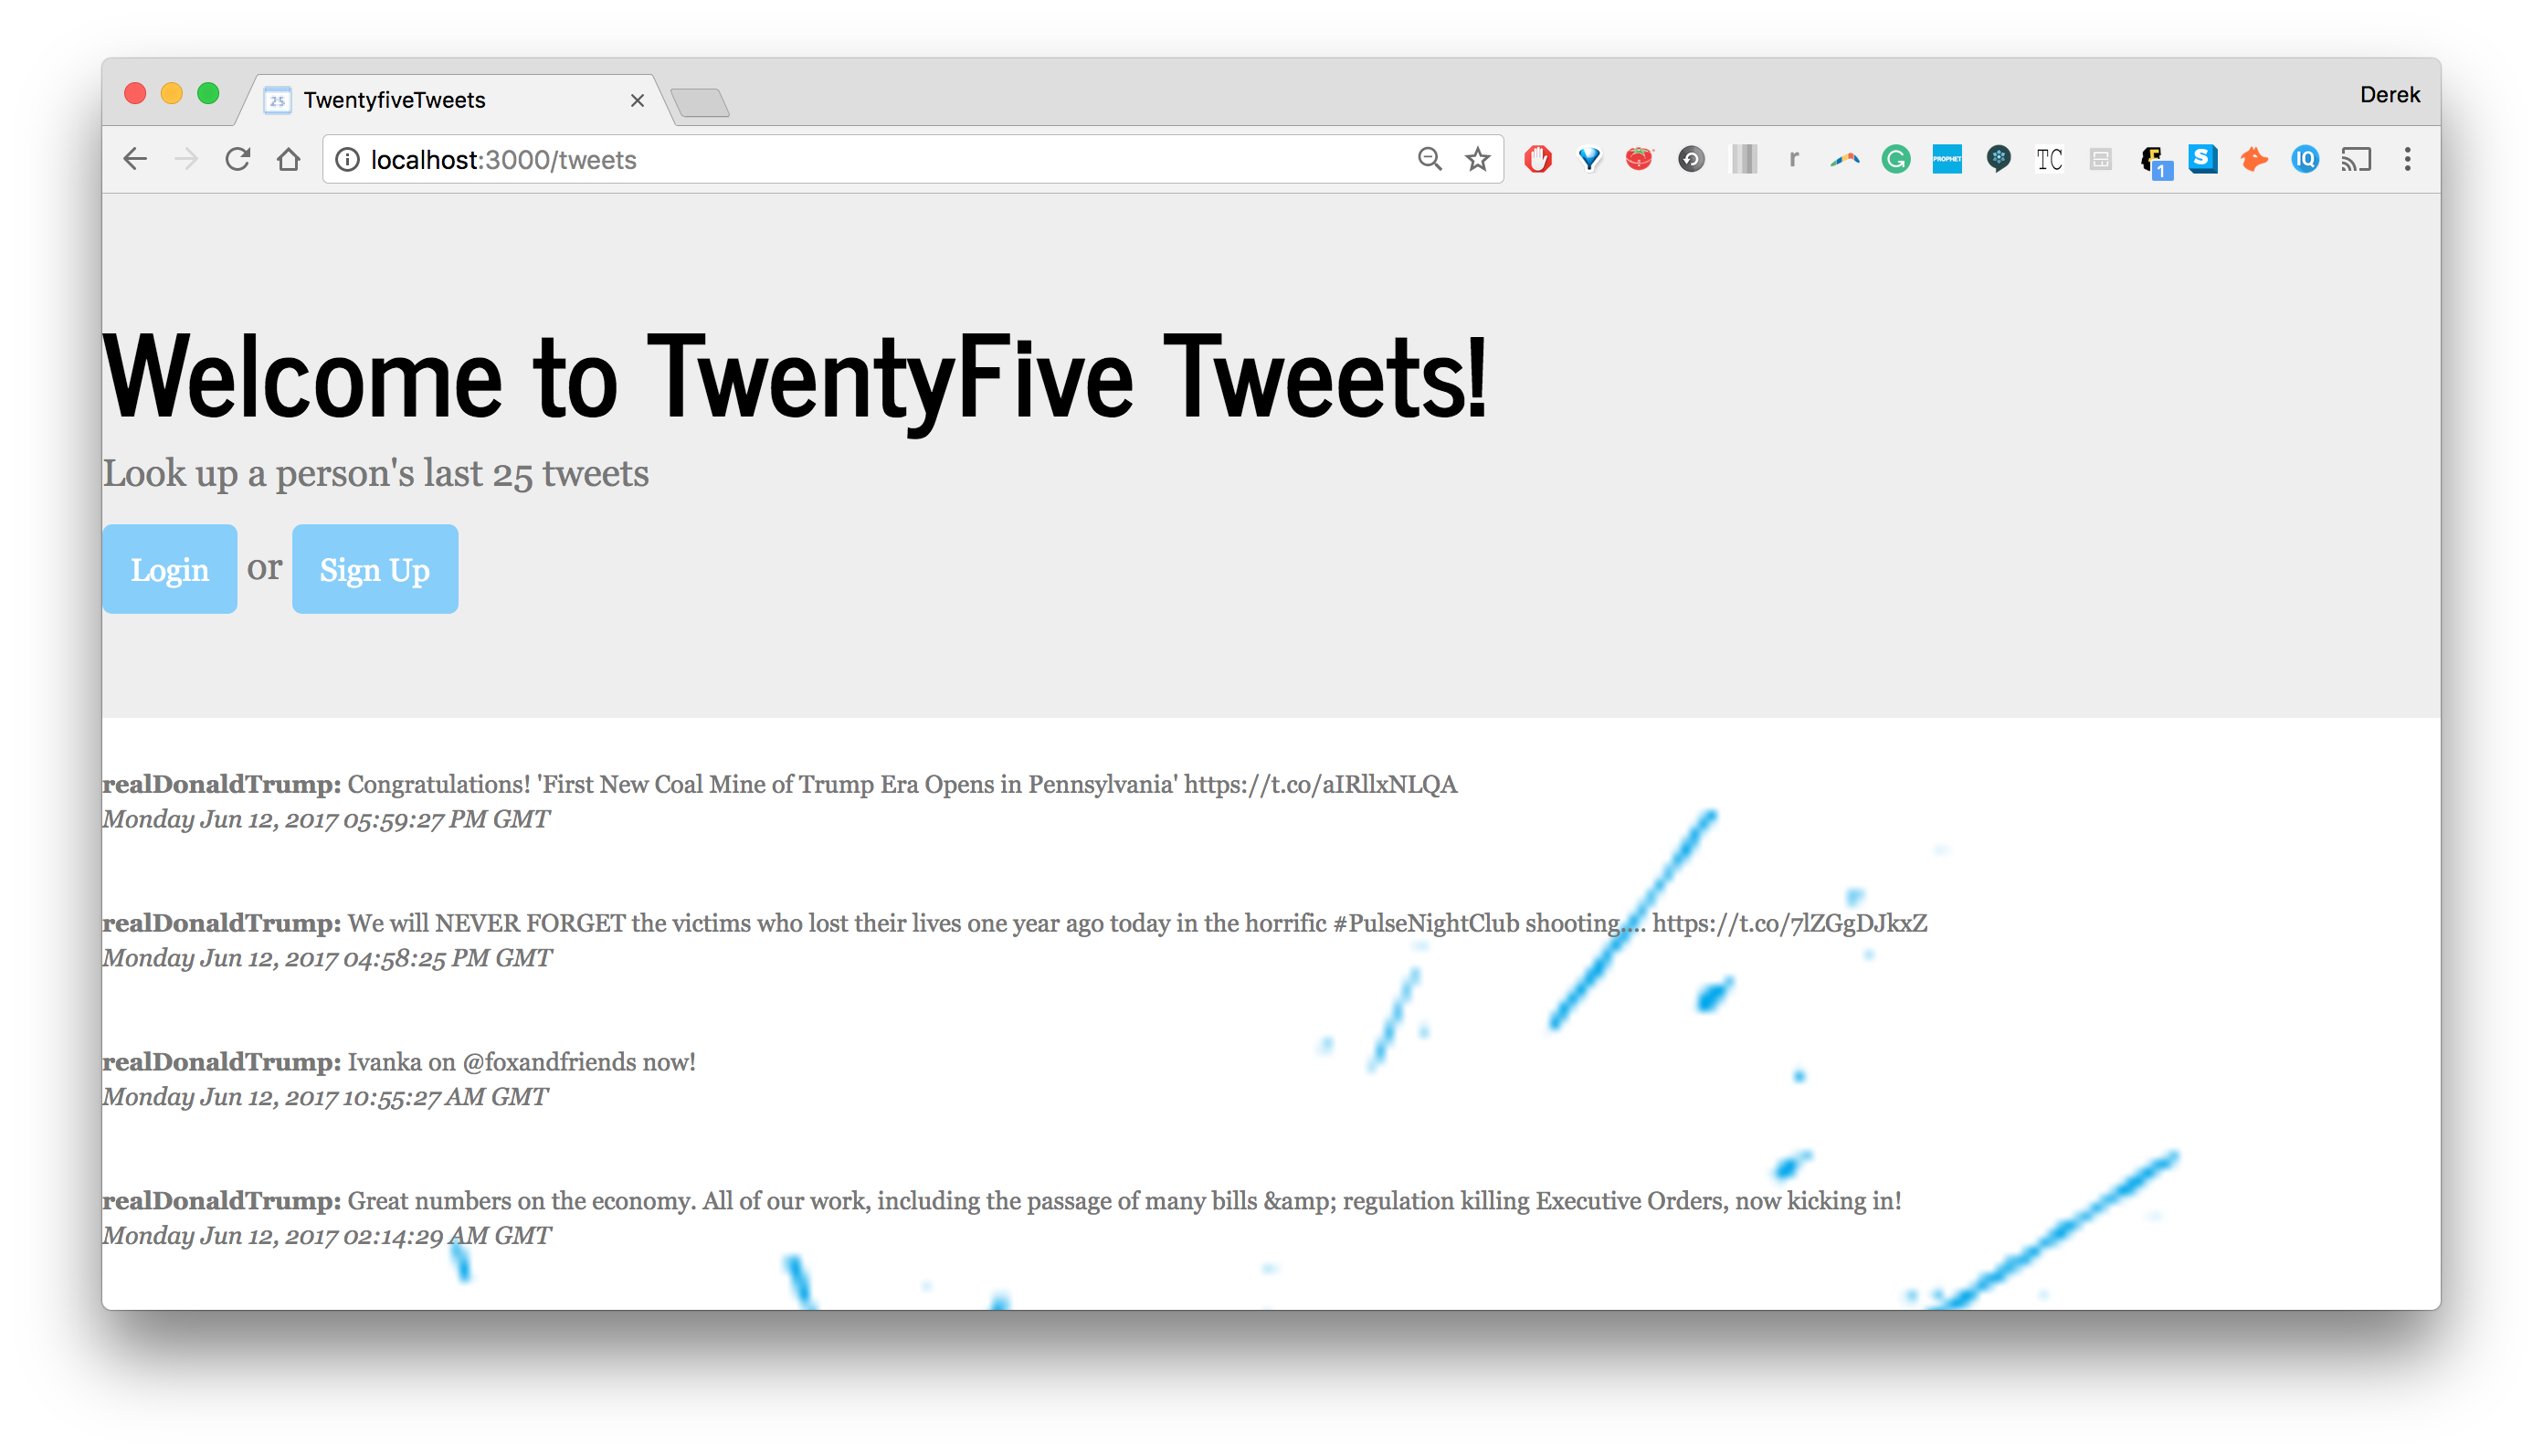 25 TwentyfiveTweets
Derek
localhost:3000/tweets
r
G
PROPHET
TC
1
S
IQ
Welcome to TwentyFive Tweets!
Look up a person's last 25 tweets
Login or Sign Up
realDonaldTrump: Congratulations! 'First New Coal Mine of Trump Era Opens in Pennsylvania' https://t.co/aIRllxNLQA
Monday Jun 12, 2017 05:59:27 PM GMT
realDonaldTrump: We will NEVER FORGET the victims who lost their lives one year ago today in the horrific #PulseNightClub shooting.... https://t.co/7lZGgDJkxZ
Monday Jun 12, 2017 04:58:25 PM GMT
realDonaldTrump: Ivanka on @foxandfriends now!
Monday Jun 12, 2017 10:55:27 AM GMT
realDonaldTrump: Great numbers on the economy. All of our work, including the passage of many bills &amp; regulation killing Executive Orders, now kicking in!
Monday Jun 12, 2017 02:14:29 AM GMT